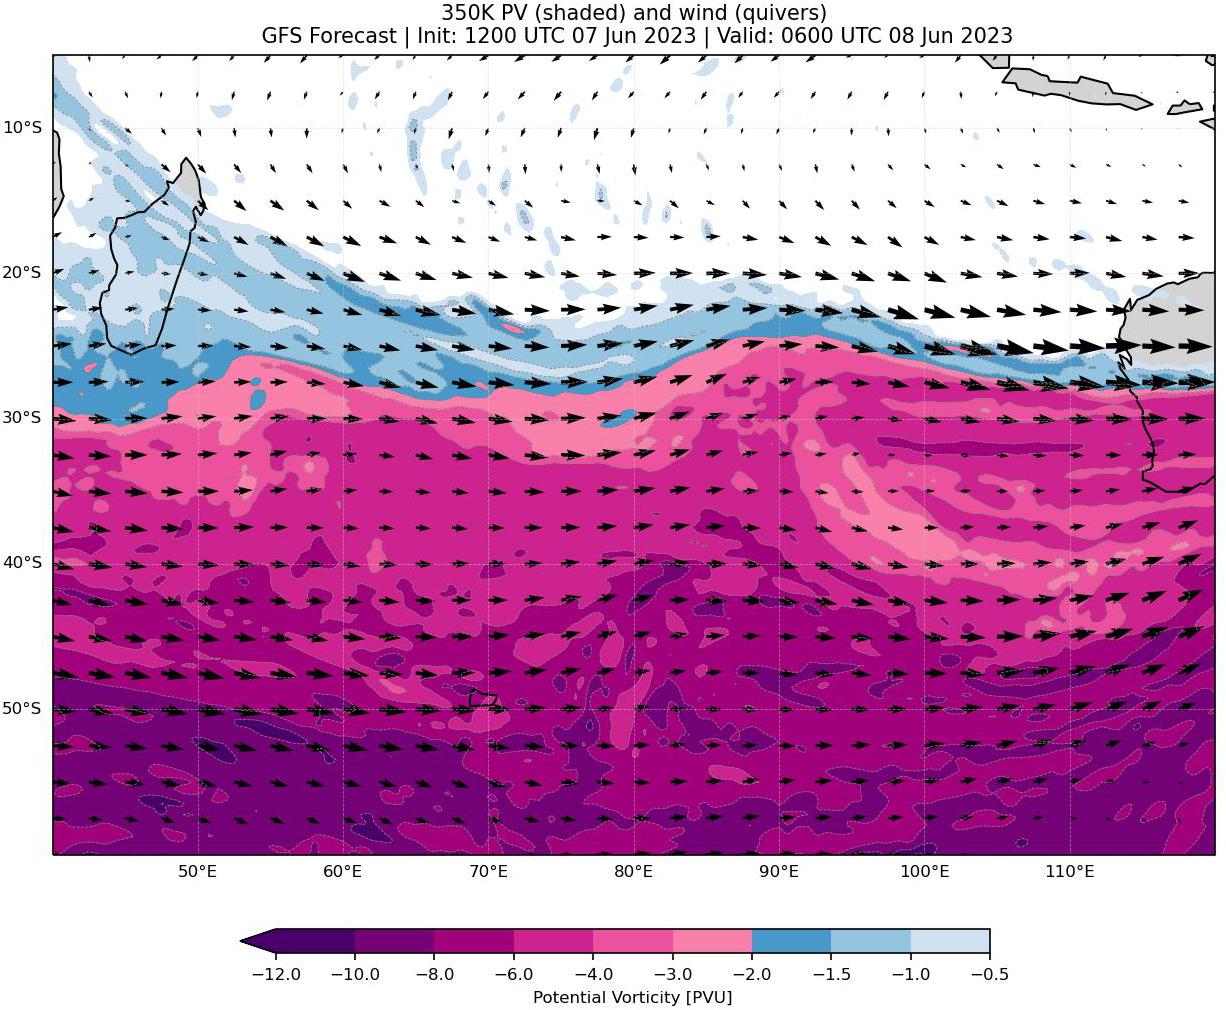 350K PV (shaded) and wind (quivers)
GFS Forecast | Init: 1200 UTC 07 Jun 2023 | Valid: 0600 UTC 08 Jun 2023
10°S
20°S
30°S
40°S
50°S
50°E 60°E 70°E 80°E 90°E 100°E 110°E
−12.0 −10.0 −8.0 −6.0 −4.0 −3.0 −2.0 −1.5 −1.0 −0.5
Potential Vorticity [PVU]